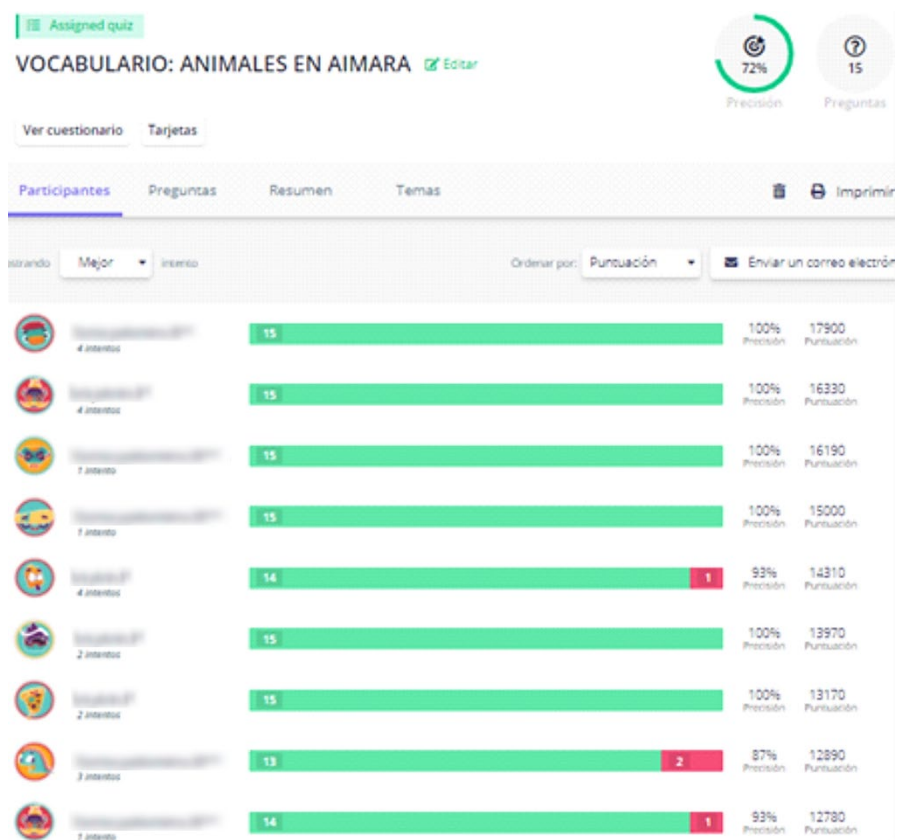 Assigned quiz
VOCABULARIO: ANIMALES EN AIMARA Editar
72%
15
Precisión Preguntas
Ver cuestionario Tarjetas
Participantes Preguntas Resumen Temas Imprimir
strando Mejor intento Ordenar por: Puntuación Enviar un correo electrón
15 100% 17900
4 intentos Precisión Puntuación
15 100% 16330
4 intentos Precisión Puntuación
15 100% 16190
1 intento Precisión Puntuación
15 100% 15000
1 intento Precisión Puntuación
14 1 93% 14310
4 intentos Precisión Puntuación
15 100% 13970
2 intentos Precisión Puntuación
15 100% 13170
2 intentos Precisión Puntuación
13 2 87% 12890
3 intentos Precisión Puntuación
14 1 93% 12780
1 intento Precisión Puntuación